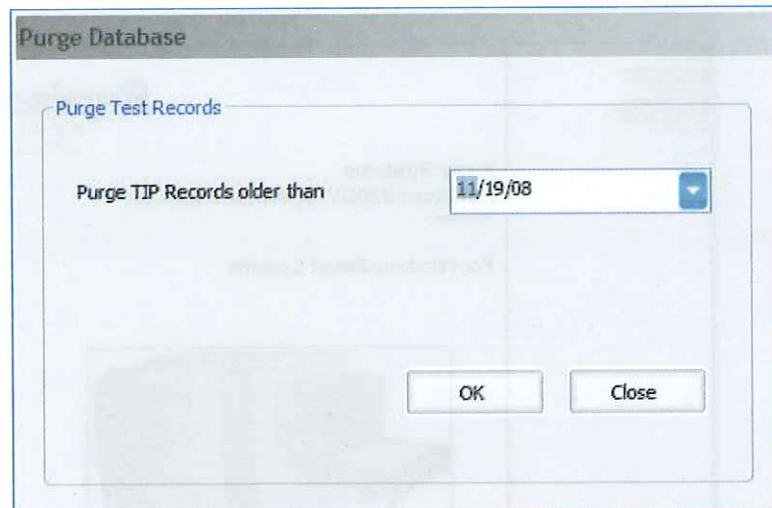 Purge Database
Purge Test Records
Purge TIP Records older than 11/19/08
OK Close